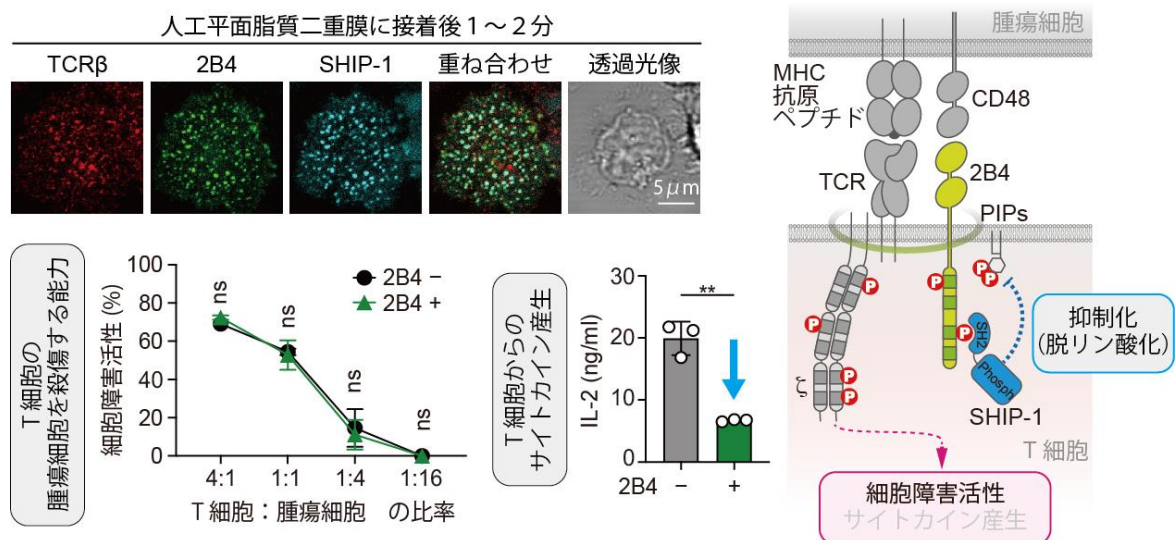 人工平面脂質二重膜に接着後1～2分
TCRβ
2B4
SHIP-1
重ね合わせ
透過光像
5μm
T細胞の
腫瘍細胞を殺傷する能力
細胞障害活性 (%)
100
80
60
40
20
0
ns
ns
ns
ns
2B4 −
2B4 +
4:1
1:1
1:4
1:16
T細胞：腫瘍細胞 の比率
T細胞からの
サイトカイン産生
IL-2 (ng/ml)
30
20
10
0
**
2B4
−
+
腫瘍細胞
MHC
抗原
ペプチド
CD48
TCR
2B4
PIPs
P
P
P
P
P
P
P
P
P
SH2
Phosph
SHIP-1
ζ
抑制化
(脱リン酸化)
T細胞
細胞障害活性
サイトカイン産生